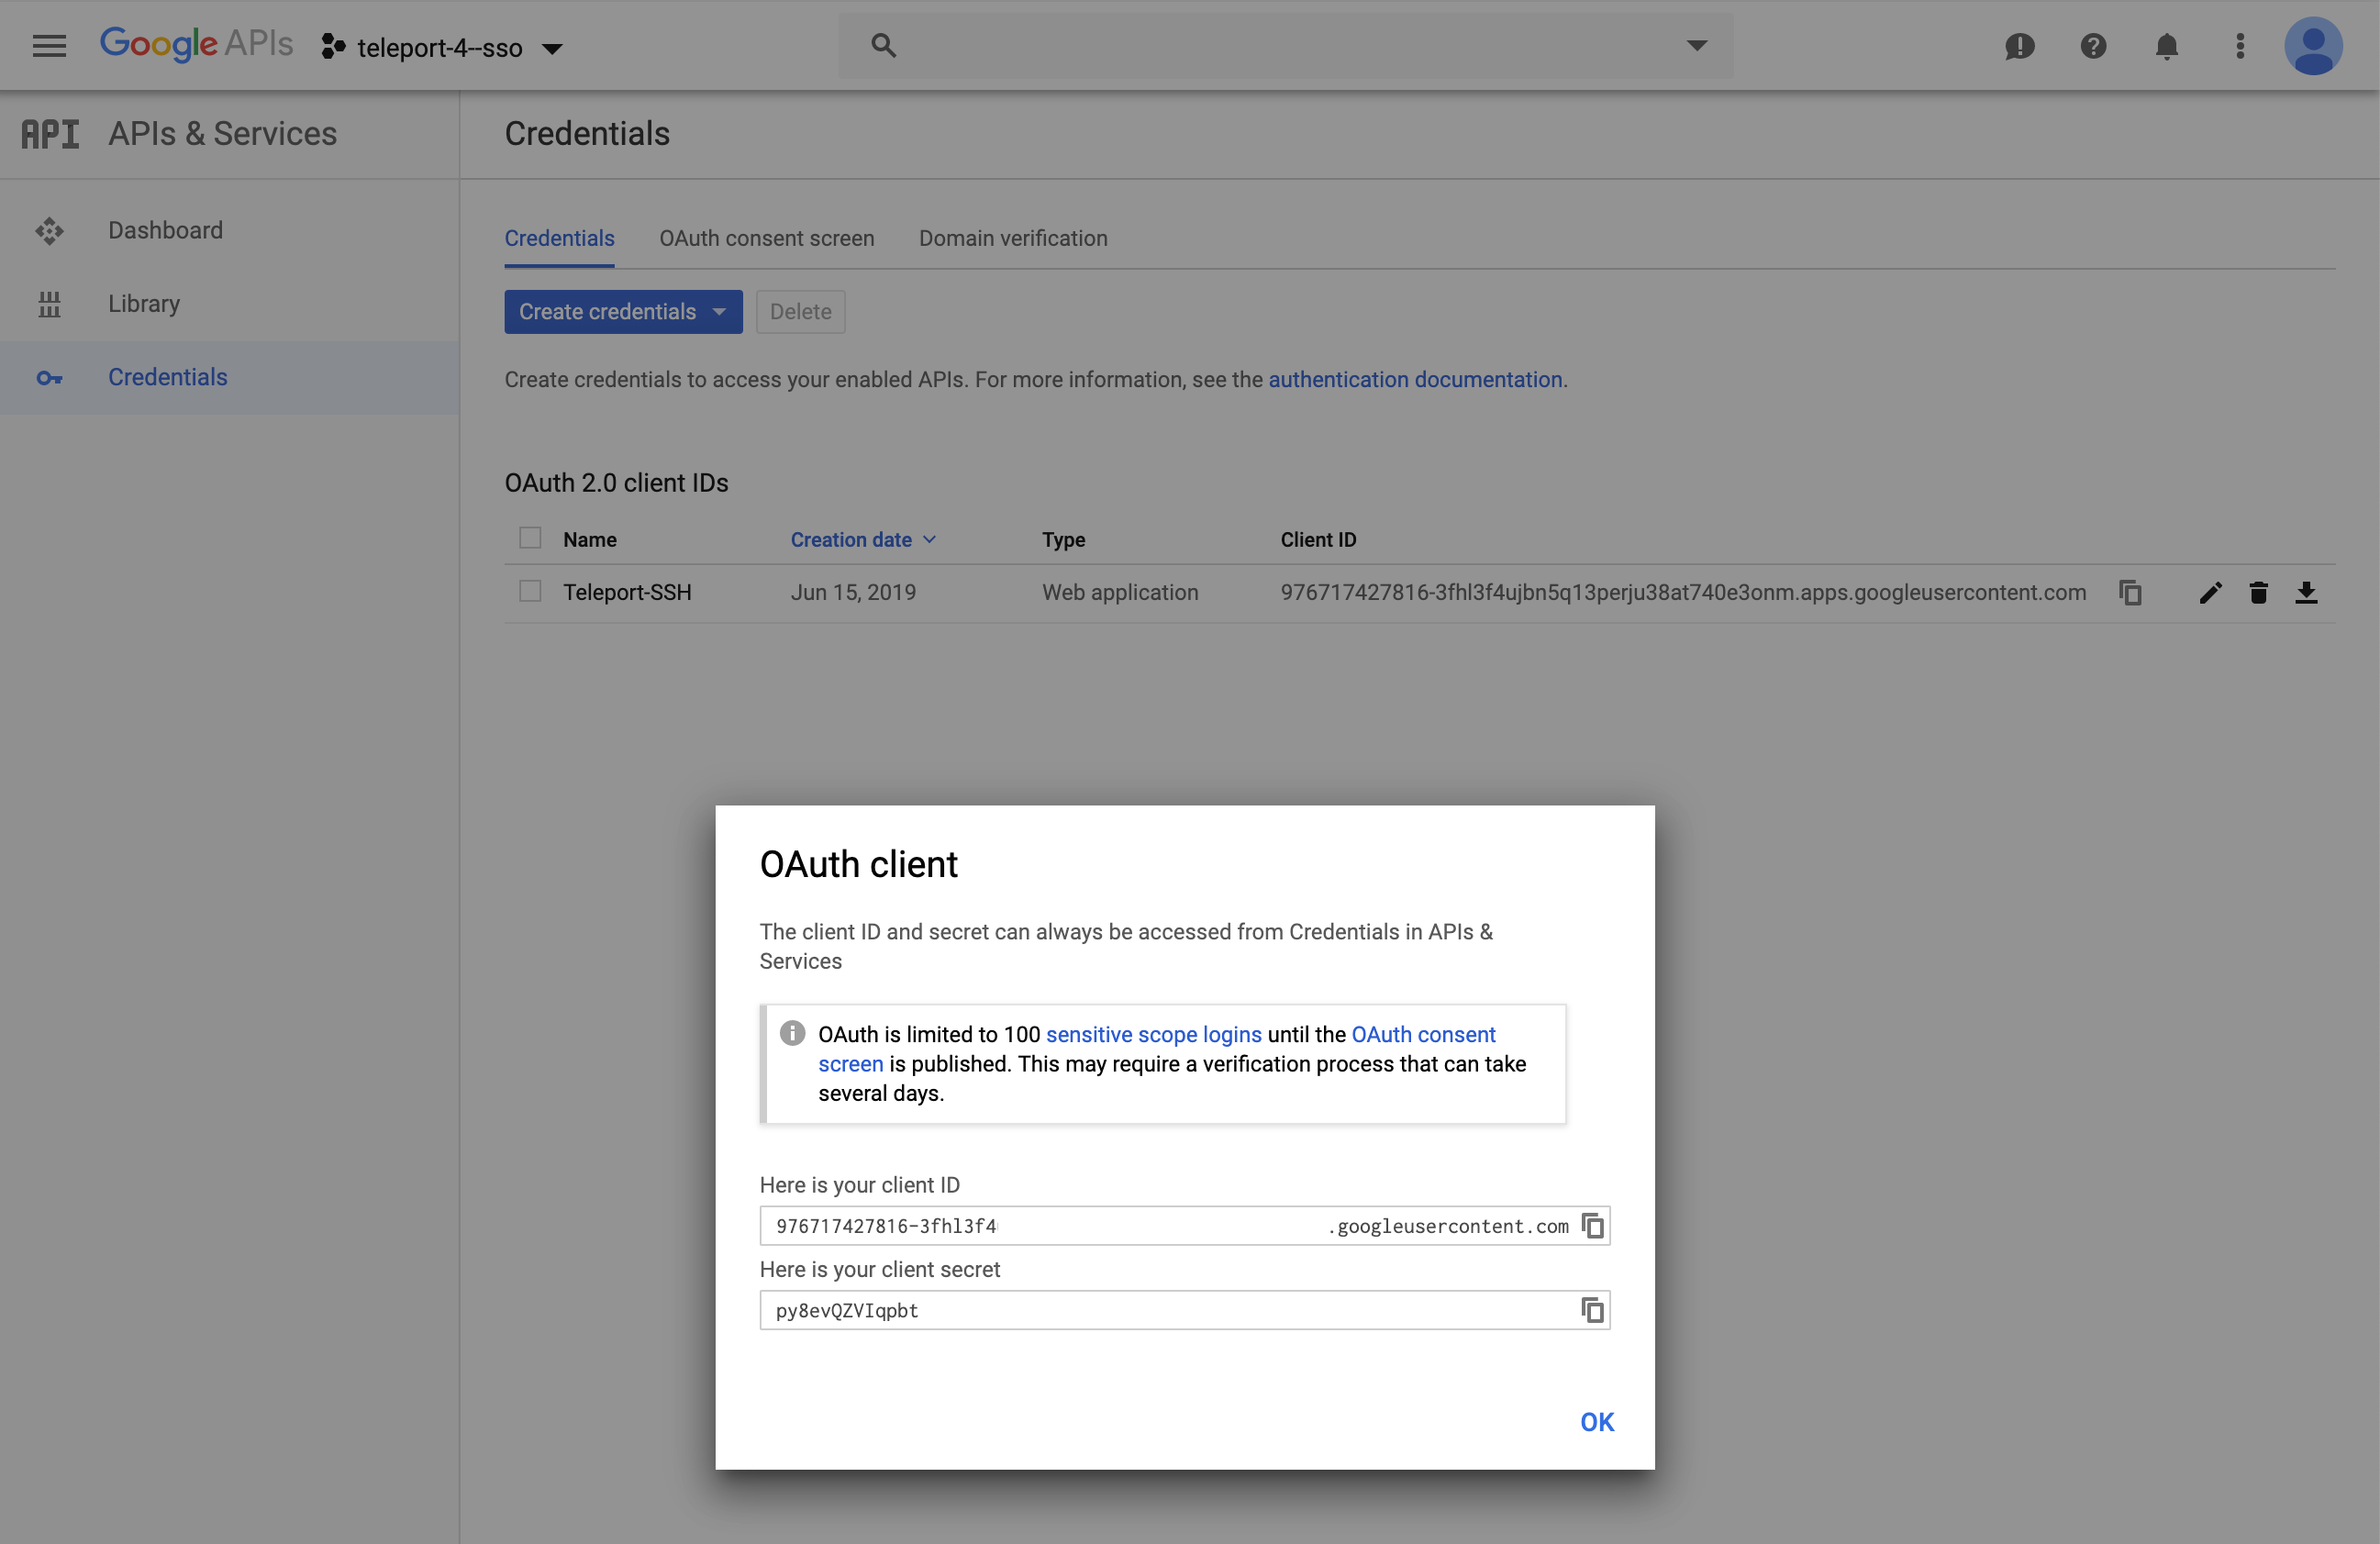 Google APIs teleport-4--sso
API APIs & Services
Credentials
Dashboard
Library
Credentials
Credentials OAuth consent screen Domain verification
Create credentials Delete
Create credentials to access your enabled APIs. For more information, see the authentication documentation.
OAuth 2.0 client IDs
Name Creation date Type Client ID
Teleport-SSH Jun 15, 2019 Web application 976717427816-3fhl3f4ujbn5q13perju38at740e3onm.apps.googleusercontent.com
OAuth client
The client ID and secret can always be accessed from Credentials in APIs &
Services
OAuth is limited to 100 sensitive scope logins until the OAuth consent
screen is published. This may require a verification process that can take
several days.
Here is your client ID
976717427816-3fhl3f4 .googleusercontent.com
Here is your client secret
py8evQZVIqpbt
OK